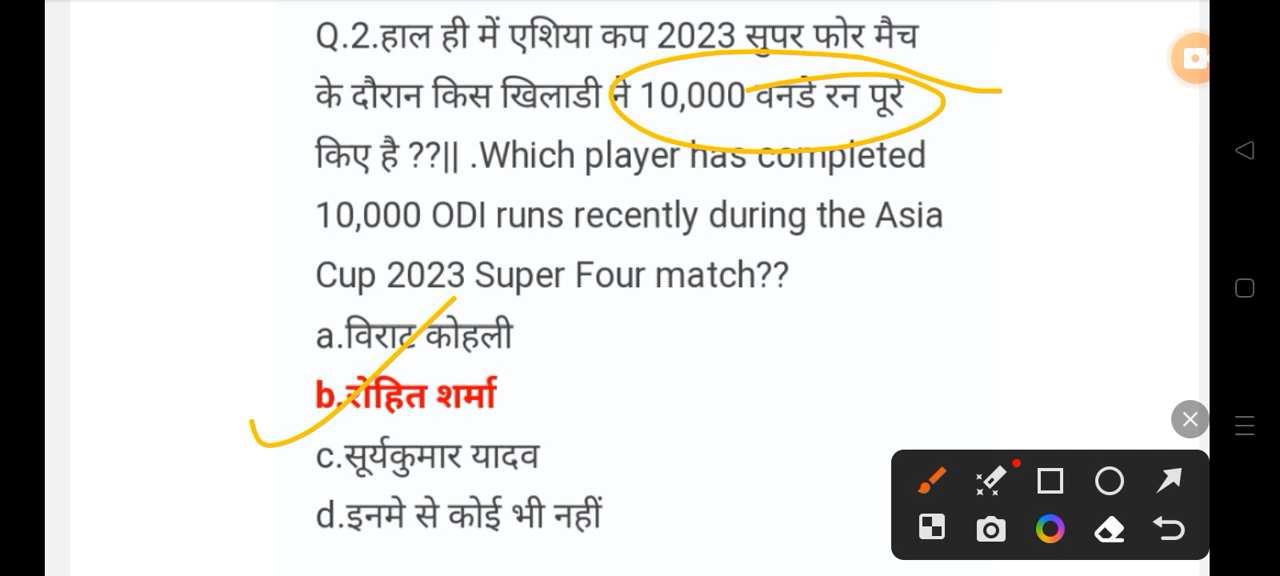 Q.2.हाल ही में एशिया कप 2023 सुपर फोर मैच
के दौरान किस खिलाडी ने 10,000 वनडे रन पूरे
किए है ??|| .Which player has completed
10,000 ODI runs recently during the Asia
Cup 2023 Super Four match??
a.विराट कोहली
b.रोहित शर्मा
c.सूर्यकुमार यादव
d.इनमे से कोई भी नहीं